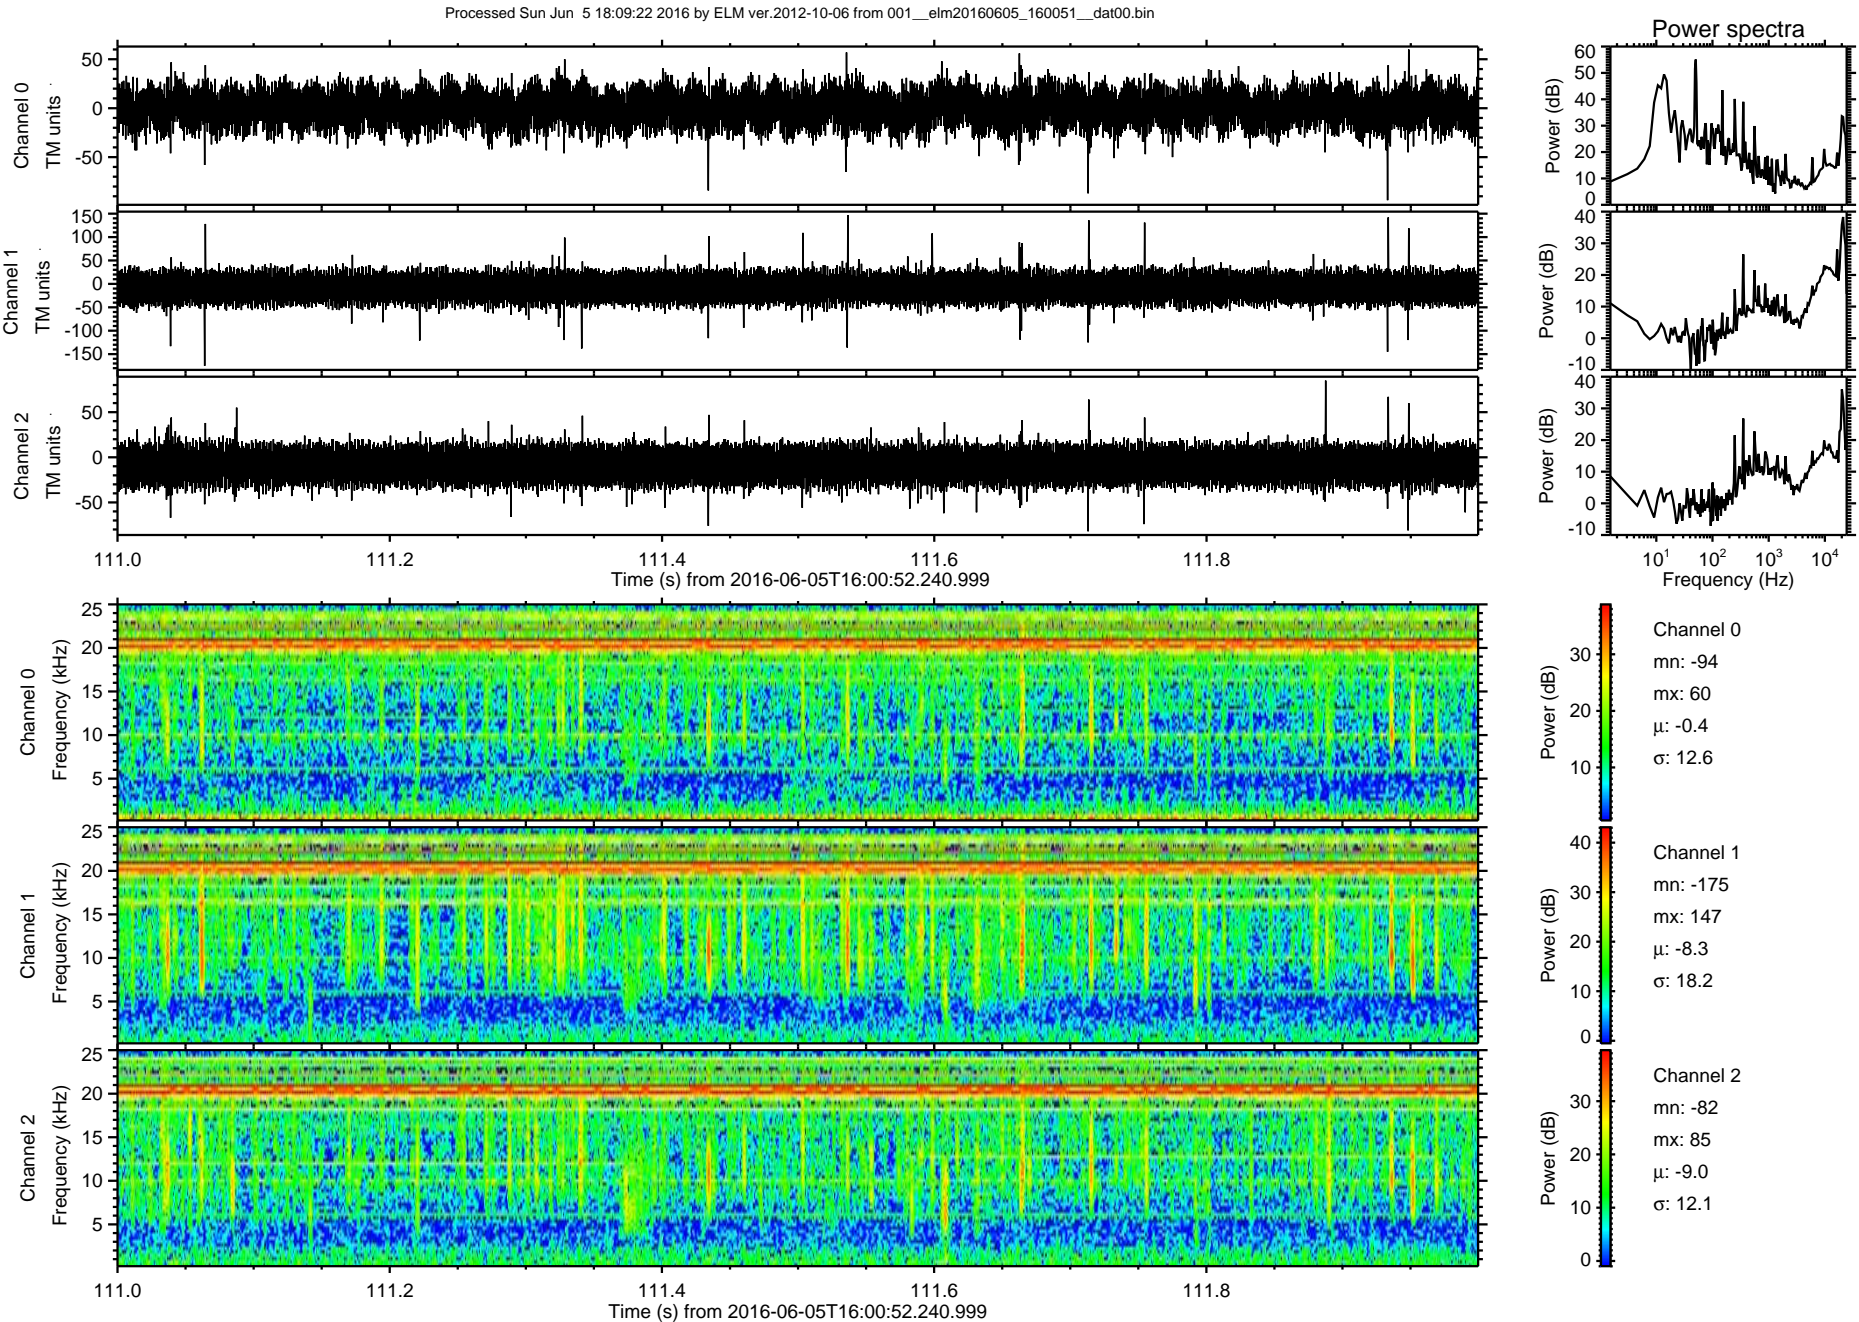 Processed Sun Jun 5 18:09:22 2016 by ELM ver.2012-10-06 from 001__elm20160605_160051__dat00.bin
Power spectra
Channel 0
TM units
50
0
-50
Power (dB)
60
50
40
30
20
10
0
Channel 1
TM units
150
100
50
0
-50
-100
-150
Power (dB)
40
30
20
10
0
-10
Channel 2
TM units
50
0
-50
Power (dB)
40
30
20
10
0
-10
111.0 111.2 111.4 111.6 111.8
Time (s) from 2016-06-05T16:00:52.240.999
10^1 10^2 10^3 10^4
Frequency (Hz)
Channel 0
Frequency (kHz)
25
20
15
10
5
Power (dB)
30
20
10
Channel 0
mn: -94
mx: 60
μ: -0.4
σ: 12.6
Channel 1
Frequency (kHz)
25
20
15
10
5
Power (dB)
40
30
20
10
0
Channel 1
mn: -175
mx: 147
μ: -8.3
σ: 18.2
Channel 2
Frequency (kHz)
25
20
15
10
5
Power (dB)
30
20
10
0
Channel 2
mn: -82
mx: 85
μ: -9.0
σ: 12.1
111.0 111.2 111.4 111.6 111.8
Time (s) from 2016-06-05T16:00:52.240.999